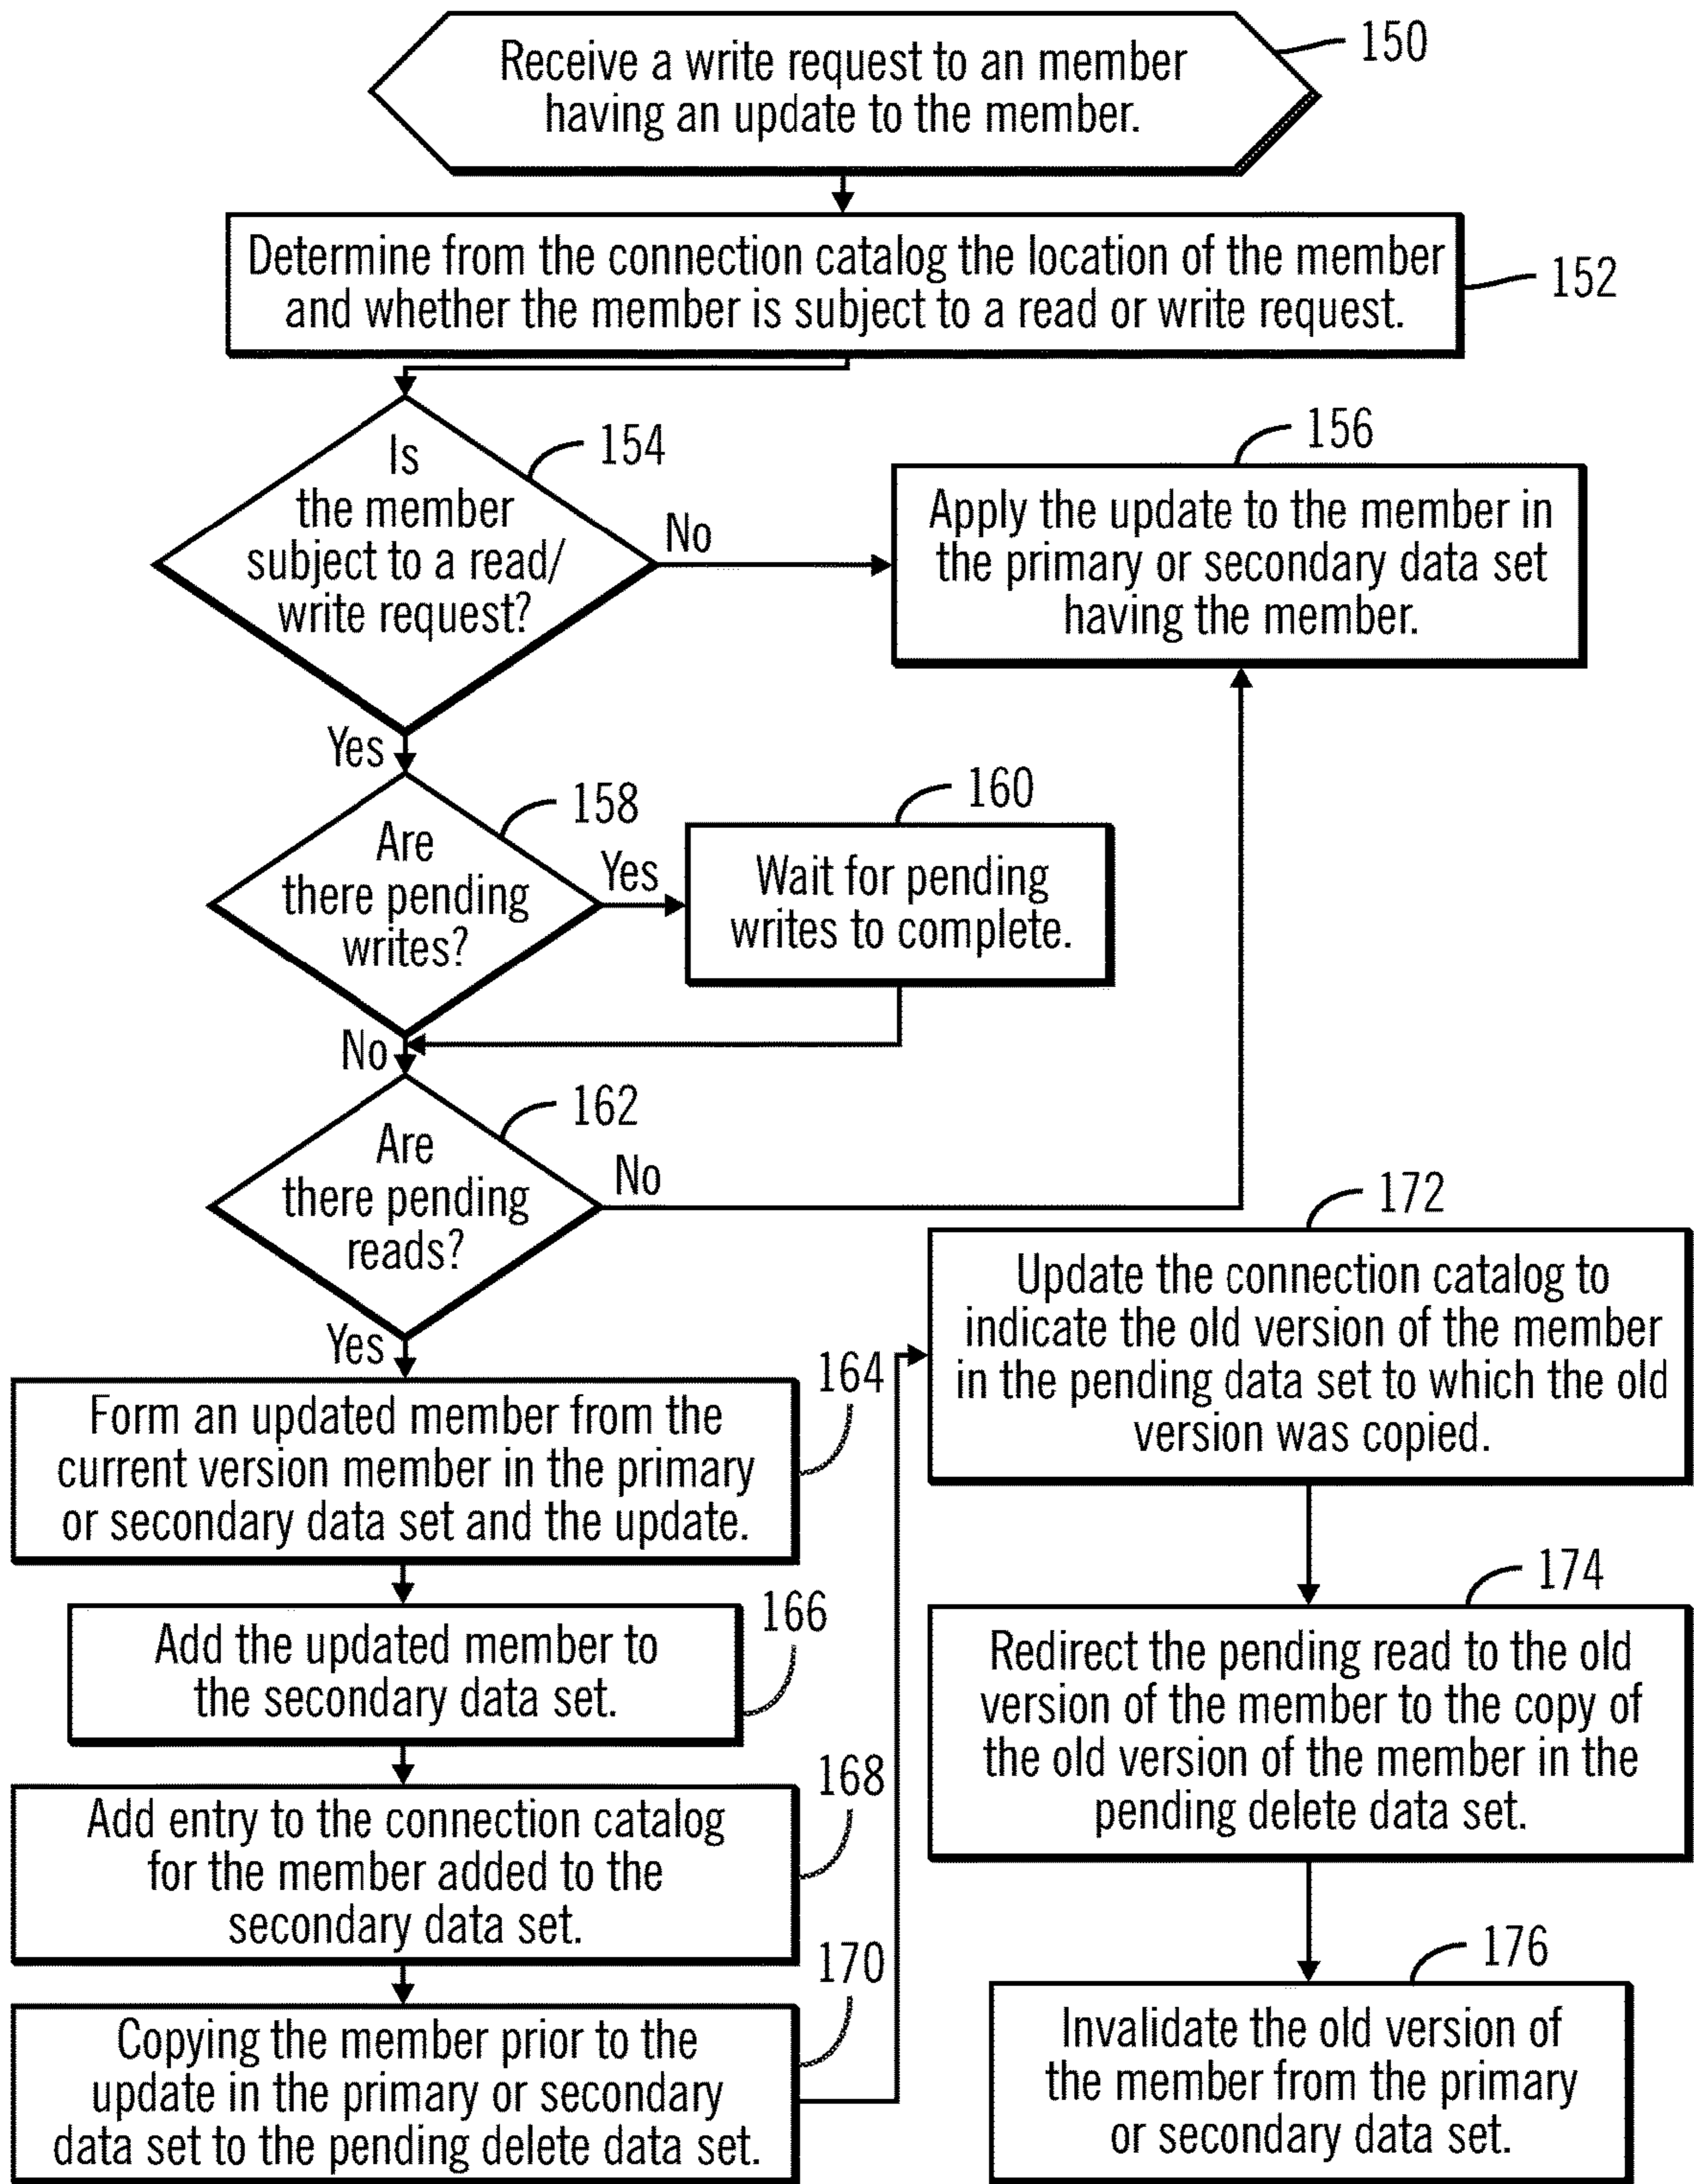 Receive a write request to an member
having an update to the member.
150
Determine from the connection catalog the location of the member
and whether the member is subject to a read or write request.
152
Is
the member
subject to a read/
write request?
154
No
156
Apply the update to the member in
the primary or secondary data set
having the member.
Yes
Are
there pending
writes?
158
Yes
160
Wait for pending
writes to complete.
No
Are
there pending
reads?
162
No
Yes
164
Form an updated member from the
current version member in the primary
or secondary data set and the update.
166
Add the updated member to
the secondary data set.
168
Add entry to the connection catalog
for the member added to the
secondary data set.
170
Copying the member prior to the
update in the primary or secondary
data set to the pending delete data set.
172
Update the connection catalog to
indicate the old version of the member
in the pending data set to which the old
version was copied.
174
Redirect the pending read to the old
version of the member to the copy of
the old version of the member in the
pending delete data set.
176
Invalidate the old version of
the member from the primary
or secondary data set.